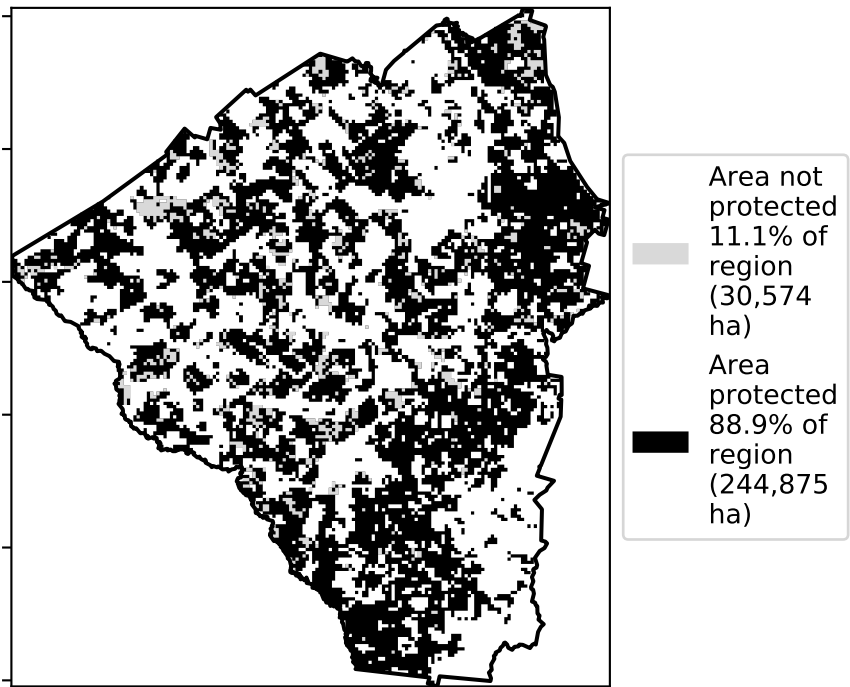 Area not
protected
11.1% of
region
(30,574
ha)
Area
protected
88.9% of
region
(244,875
ha)